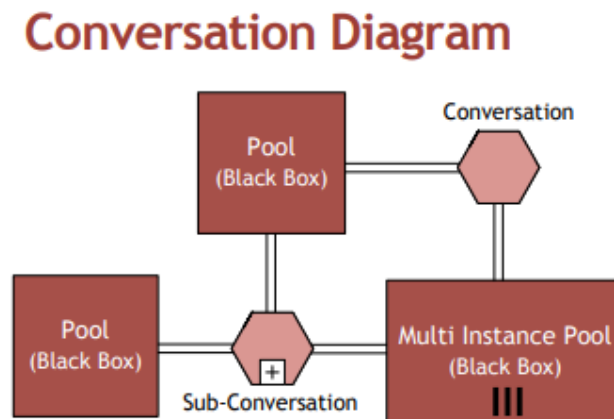 Conversation Diagram
Conversation
Pool
(Black Box)
Pool
(Black Box)
Multi Instance Pool
(Black Box)
+
Sub-Conversation